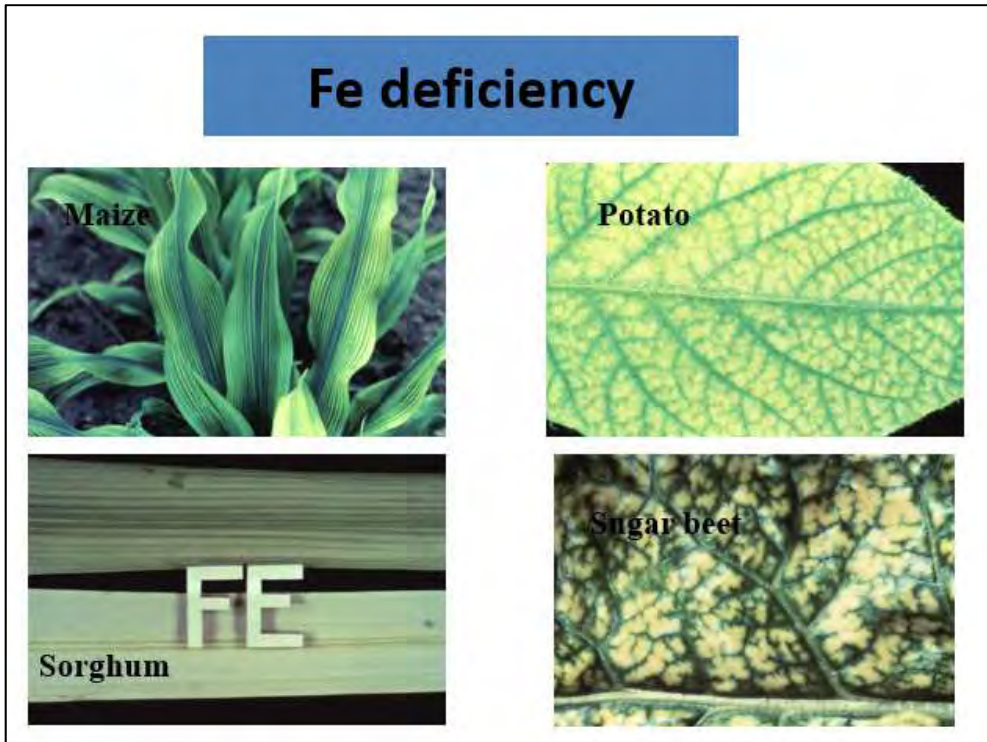 Fe deficiency
Maize
Potato
FE
Sorghum
Sugar beet